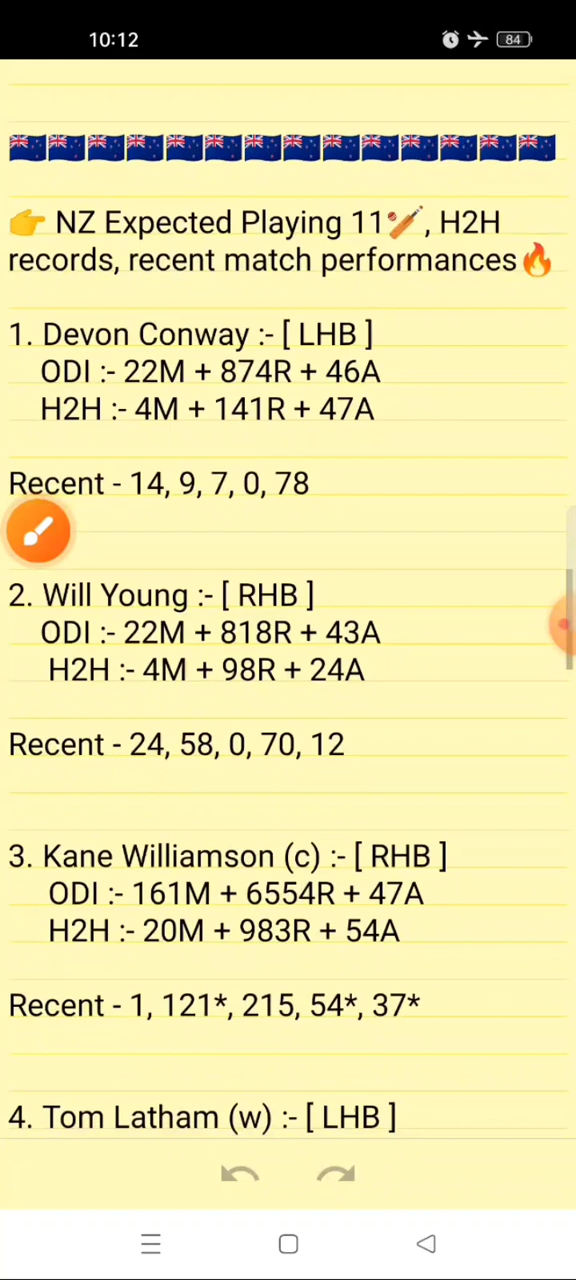 10:12
84
👉 NZ Expected Playing 11🏏, H2H
records, recent match performances🔥
1. Devon Conway :- [ LHB ]
ODI :- 22M + 874R + 46A
H2H :- 4M + 141R + 47A
Recent - 14, 9, 7, 0, 78
2. Will Young :- [ RHB ]
ODI :- 22M + 818R + 43A
H2H :- 4M + 98R + 24A
Recent - 24, 58, 0, 70, 12
3. Kane Williamson (c) :- [ RHB ]
ODI :- 161M + 6554R + 47A
H2H :- 20M + 983R + 54A
Recent - 1, 121*, 215, 54*, 37*
4. Tom Latham (w) :- [ LHB ]